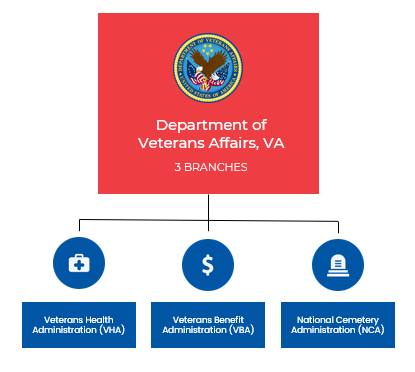 DEPARTMENT OF VETERANS AFFAIRS
UNITED STATES OF AMERICA
Department of
Veterans Affairs, VA
3 BRANCHES
$
Veterans Health
Administration (VHA)
Veterans Benefit
Administration (VBA)
National Cemetery
Administration (NCA)